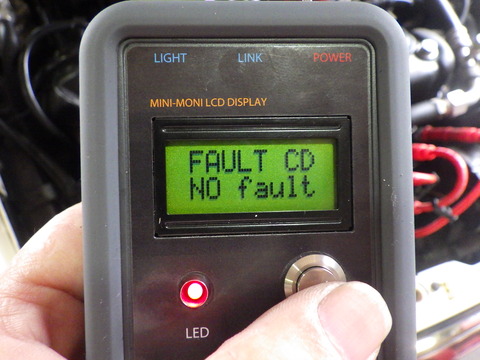 LIGHT LINK POWER
MINI-MONI LCD DISPLAY
FAULT CD
NO fault
LED